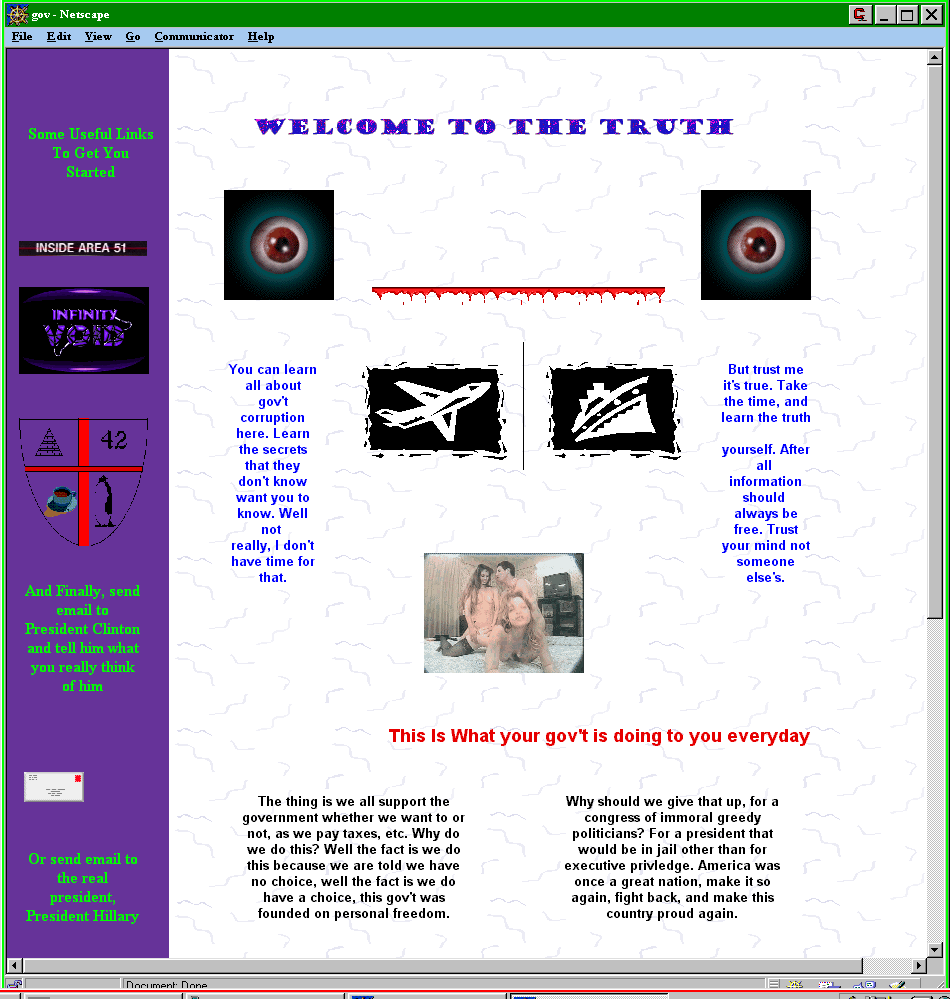 gov - Netscape
File Edit View Go Communicator Help
WELCOME TO THE TRUTH
Some Useful Links
To Get You
Started
INSIDE AREA 51
INFINITY
VOID
42
And Finally, send
email to
President Clinton
and tell him what
you really think
of him
Or send email to
the real
president,
President Hillary
You can learn
all about
gov't
corruption
here. Learn
the secrets
that they
don't know
want you to
know. Well
not
really, I don't
have time for
that.
But trust me
it's true. Take
the time, and
learn the truth
yourself. After
all
information
should
always be
free. Trust
your mind not
someone
else's.
This Is What your gov't is doing to you everyday
The thing is we all support the
government whether we want to or
not, as we pay taxes, etc. Why do
we do this? Well the fact is we do
this because we are told we have
no choice, well the fact is we do
have a choice, this gov't was
founded on personal freedom.
Why should we give that up, for a
congress of immoral greedy
politicians? For a president that
would be in jail other than for
executive privledge. America was
once a great nation, make it so
again, fight back, and make this
country proud again.
Document: Done